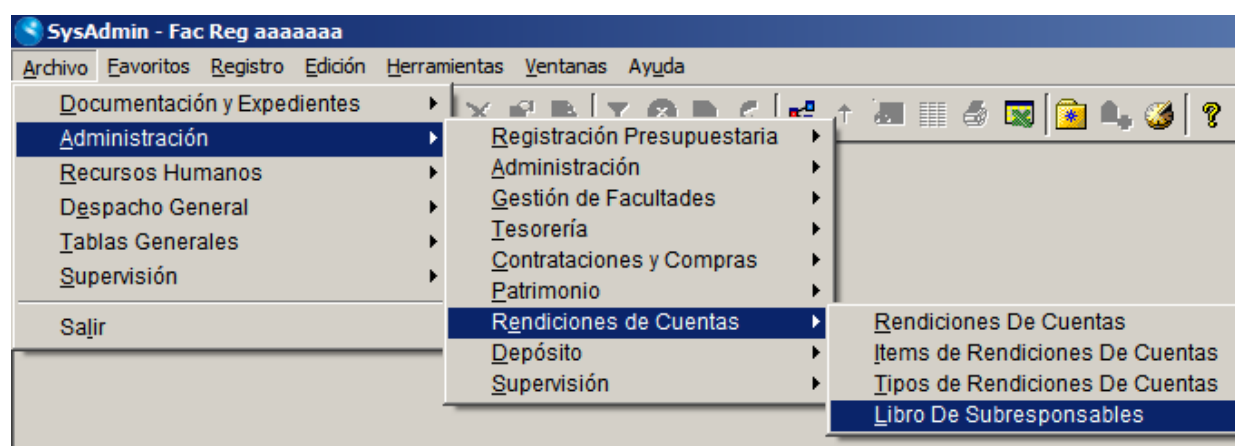 SysAdmin - Fac Reg aaaaaaa
Archivo Favoritos Registro Edición Herramientas Ventanas Ayuda
Documentación y Expedientes
Administración
Recursos Humanos
Despacho General
Tablas Generales
Supervisión
Salir
Registración Presupuestaria
Administración
Gestión de Facultades
Tesorería
Contrataciones y Compras
Patrimonio
Rendiciones de Cuentas
Depósito
Supervisión
Rendiciones De Cuentas
Items de Rendiciones De Cuentas
Tipos de Rendiciones De Cuentas
Libro De Subresponsables